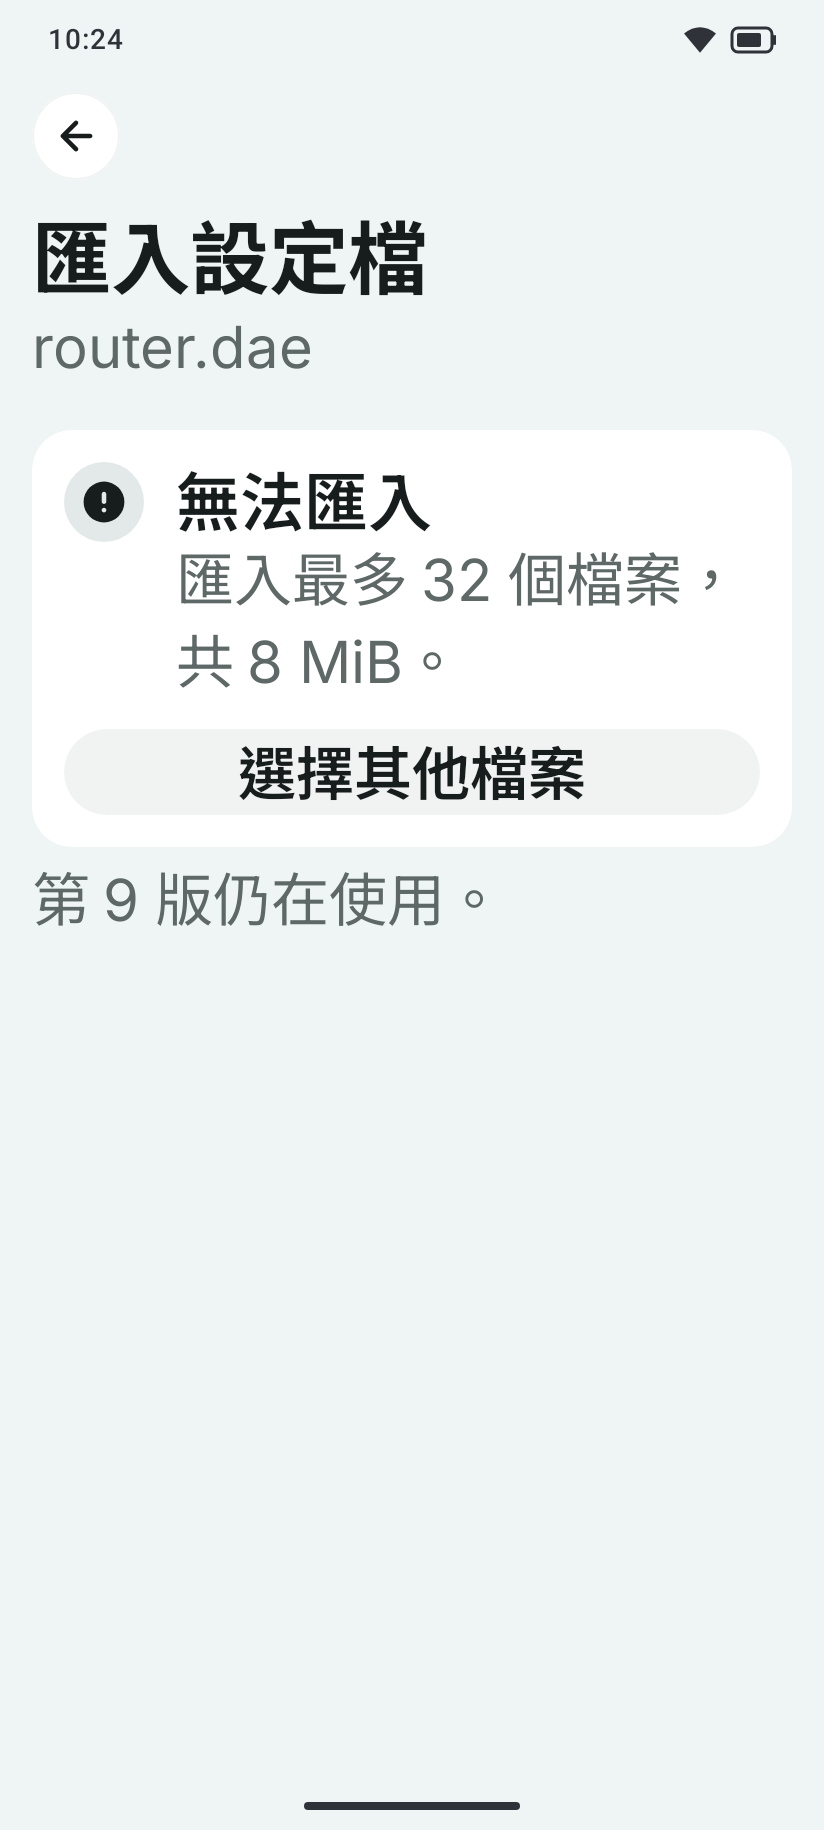 10:24
匯入設定檔
router.dae
無法匯入
匯入最多 32 個檔案，
共 8 MiB。
選擇其他檔案
第 9 版仍在使用。